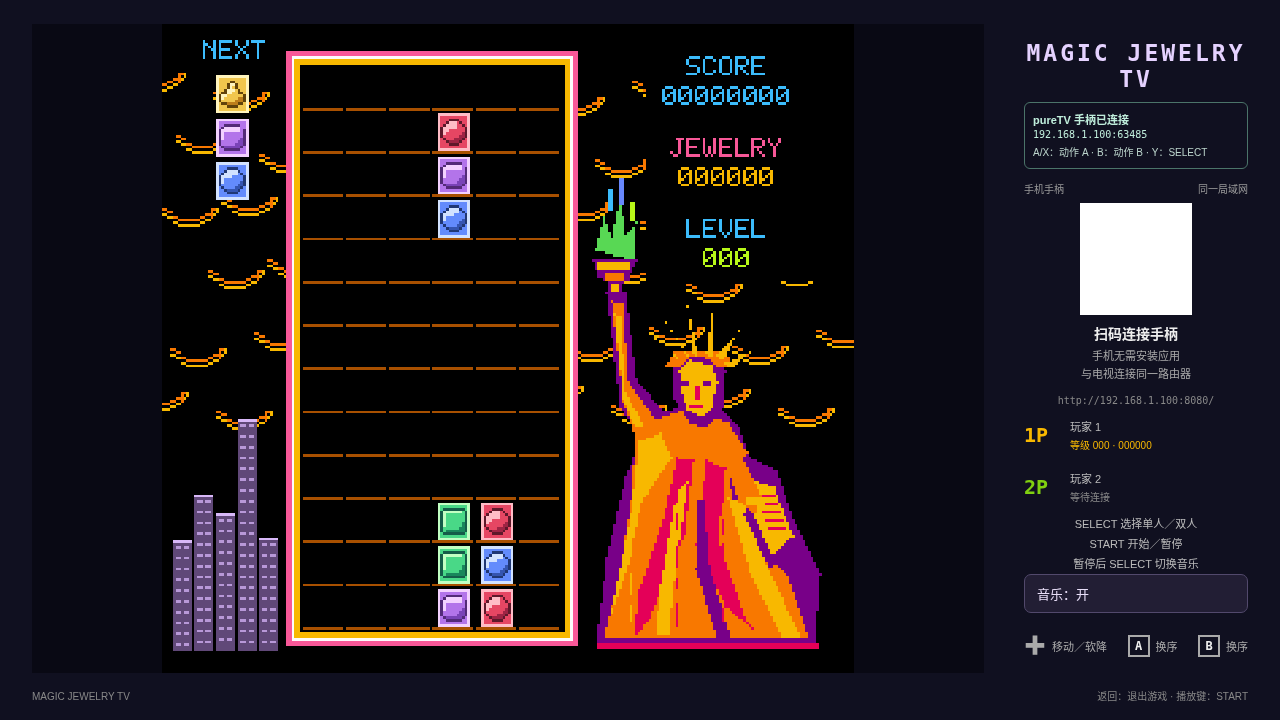 NEXT
SCORE
00000000
JEWELRY
000000
LEVEL
000
MAGIC JEWELRY
TV
pureTV 手柄已连接
192.168.1.100:63485
A/X：动作 A · B：动作 B · Y：SELECT
手机手柄
同一局域网
扫码连接手柄
手机无需安装应用
与电视连接同一路由器
http://192.168.1.100:8080/
1P
玩家 1
等级 000 · 000000
2P
玩家 2
等待连接
SELECT 选择单人／双人
START 开始／暂停
暂停后 SELECT 切换音乐
音乐：开
移动／软降
A 换序
B 换序
MAGIC JEWELRY TV
返回：退出游戏 · 播放键：START